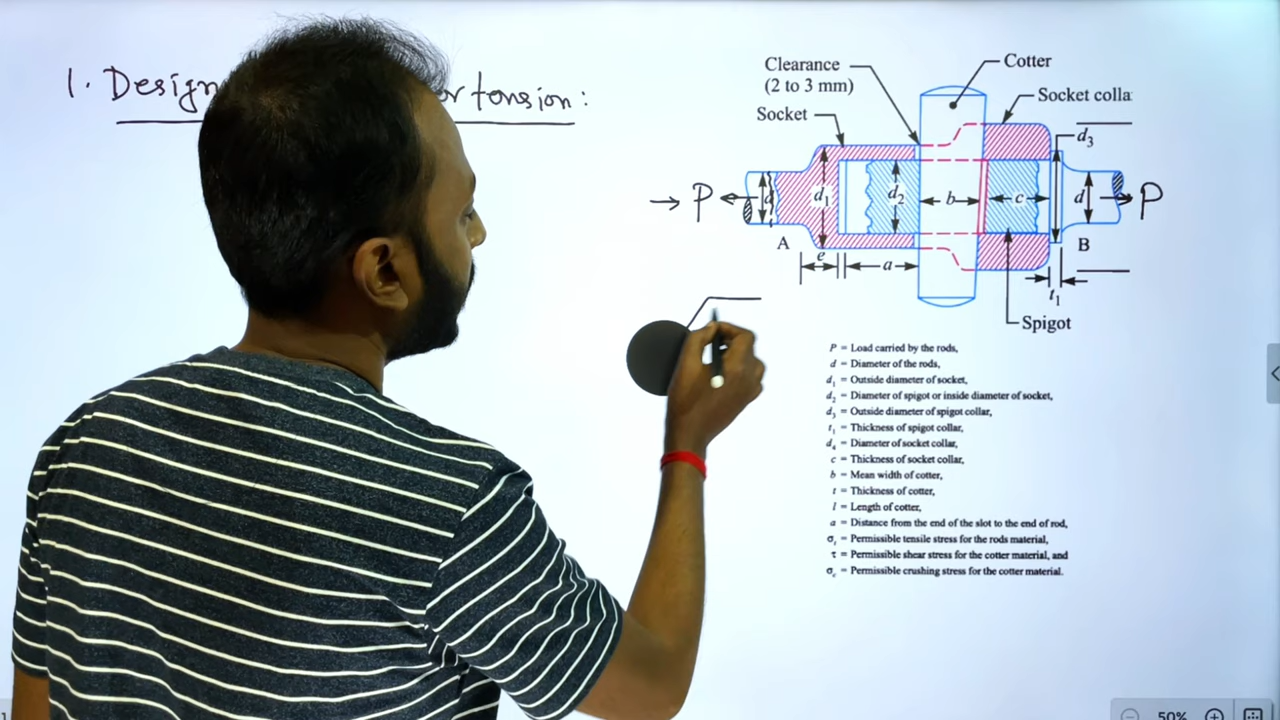 1. Design or tension:
Clearance
(2 to 3 mm)
Cotter
Socket colla
Socket
d3
P d d1 d2 b c d P
A B
e a t1
Spigot
P = Load carried by the rods,
d = Diameter of the rods,
d1 = Outside diameter of socket,
d2 = Diameter of spigot or inside diameter of socket,
d3 = Outside diameter of spigot collar,
t1 = Thickness of spigot collar,
d4 = Diameter of socket collar,
c = Thickness of socket collar,
b = Mean width of cotter,
t = Thickness of cotter,
l = Length of cotter,
a = Distance from the end of the slot to the end of rod,
σt = Permissible tensile stress for the rods material,
τ = Permissible shear stress for the cotter material, and
σc = Permissible crushing stress for the cotter material.
1
50%